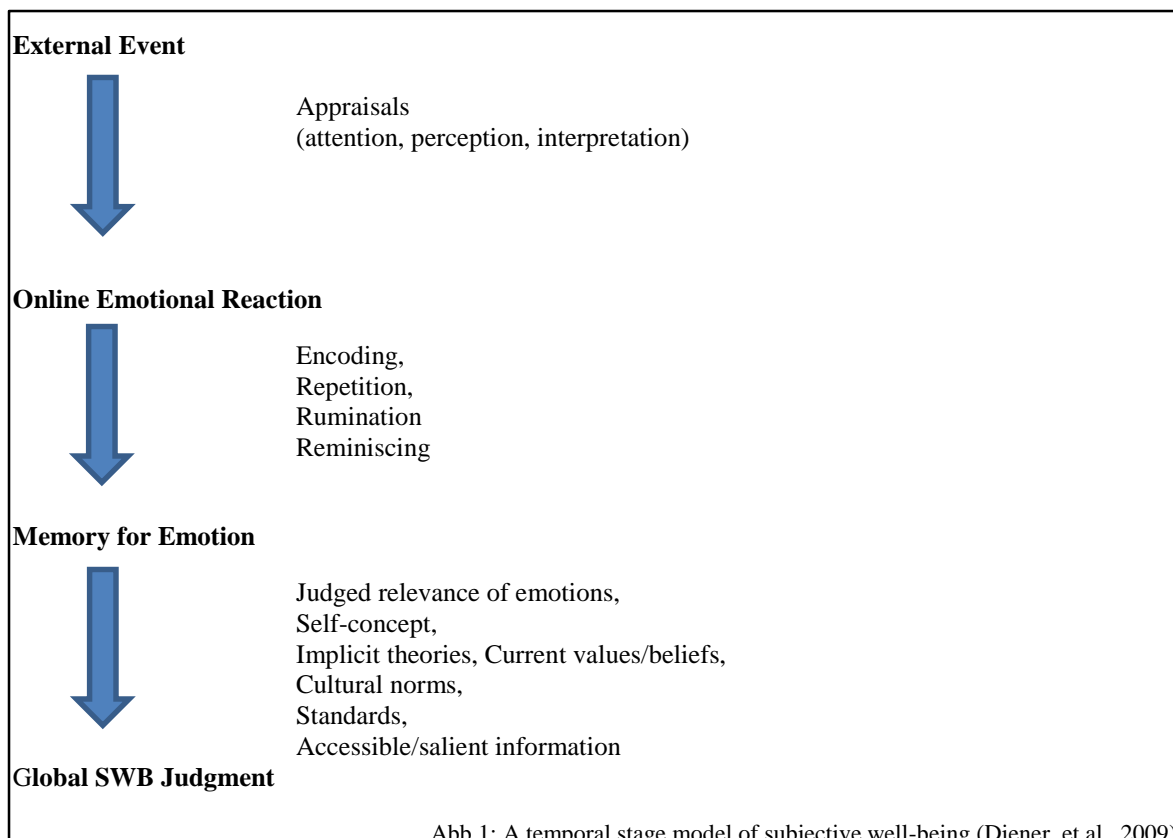 External Event
Appraisals
(attention, perception, interpretation)
Online Emotional Reaction
Encoding,
Repetition,
Rumination
Reminiscing
Memory for Emotion
Judged relevance of emotions,
Self-concept,
Implicit theories, Current values/beliefs,
Cultural norms,
Standards,
Accessible/salient information
Global SWB Judgment
Abb.1: A temporal stage model of subjective well-being (Diener, et al., 2009)